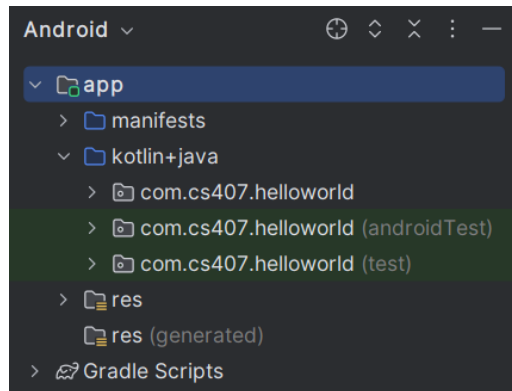 Android
app
manifests
kotlin+java
com.cs407.helloworld
com.cs407.helloworld (androidTest)
com.cs407.helloworld (test)
res
res (generated)
Gradle Scripts